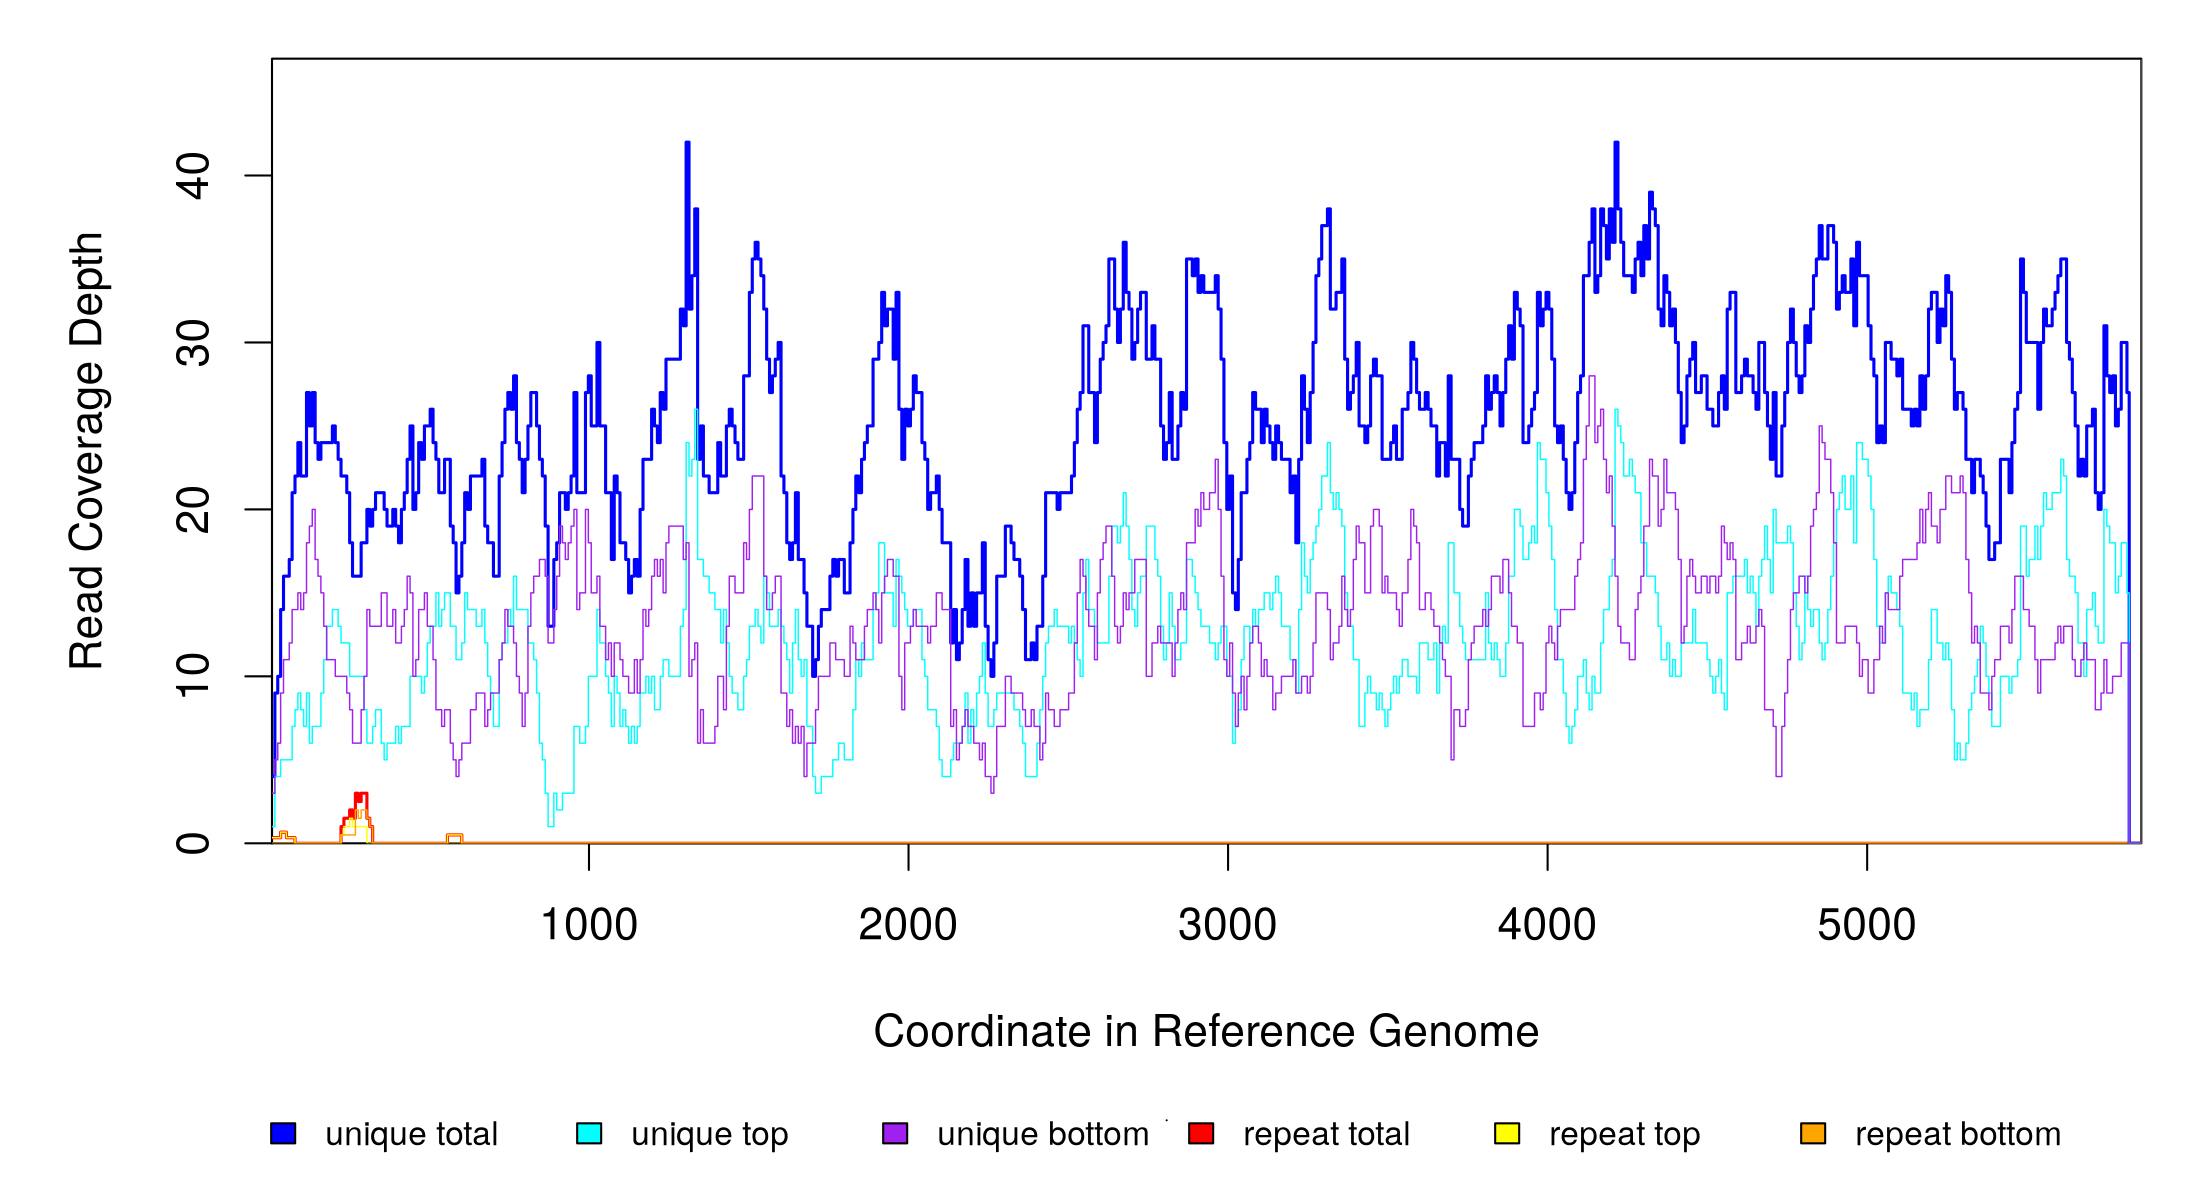 Read Coverage Depth
40
30
20
10
0
1000 2000 3000 4000 5000
Coordinate in Reference Genome
unique total unique top unique bottom repeat total repeat top repeat bottom